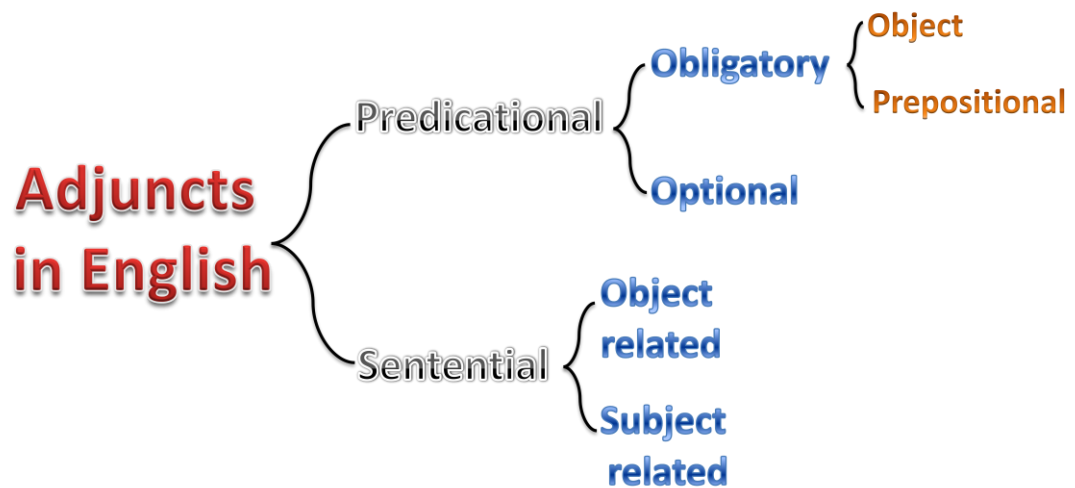 Adjuncts
in English
Predicational
Obligatory
Object
Prepositional
Optional
Sentential
Object
related
Subject
related